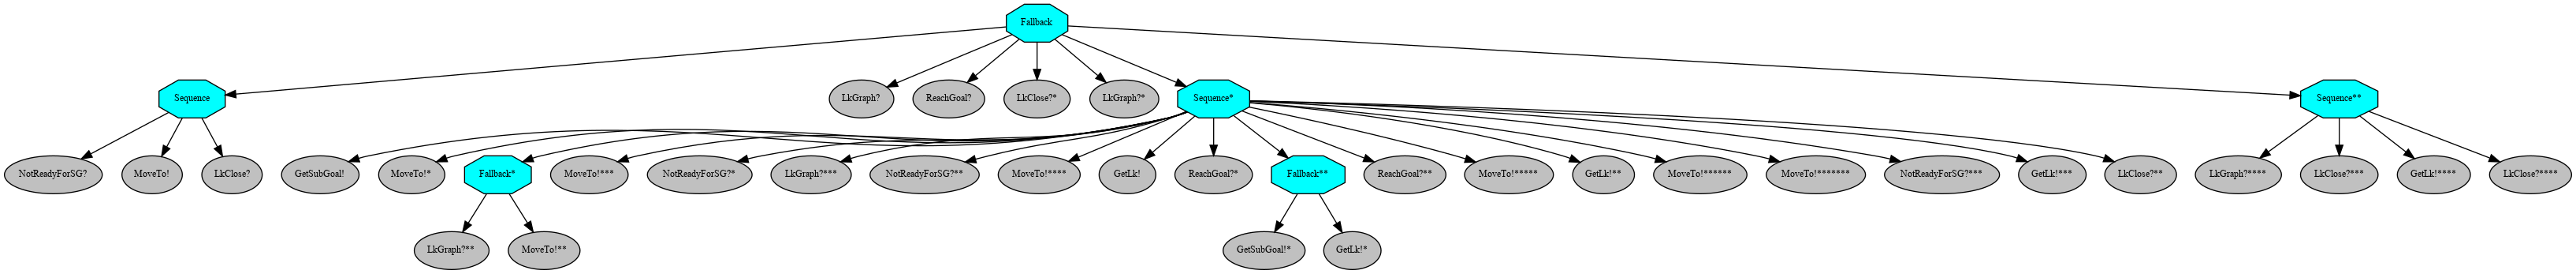 Fallback
Sequence
LkGraph?
ReachGoal?
LkClose?*
LkGraph?*
Sequence*
Sequence**
NotReadyForSG?
MoveTo!
LkClose?
GetSubGoal!
MoveTo!*
Fallback*
MoveTo!***
NotReadyForSG?*
LkGraph?***
NotReadyForSG?**
MoveTo!****
GetLk!
ReachGoal?*
Fallback**
ReachGoal?**
MoveTo!*****
GetLk!**
MoveTo!******
MoveTo!*******
NotReadyForSG?***
GetLk!***
LkClose?**
LkGraph?****
LkClose?***
GetLk!****
LkClose?****
LkGraph?**
MoveTo!**
GetSubGoal!*
GetLk!*